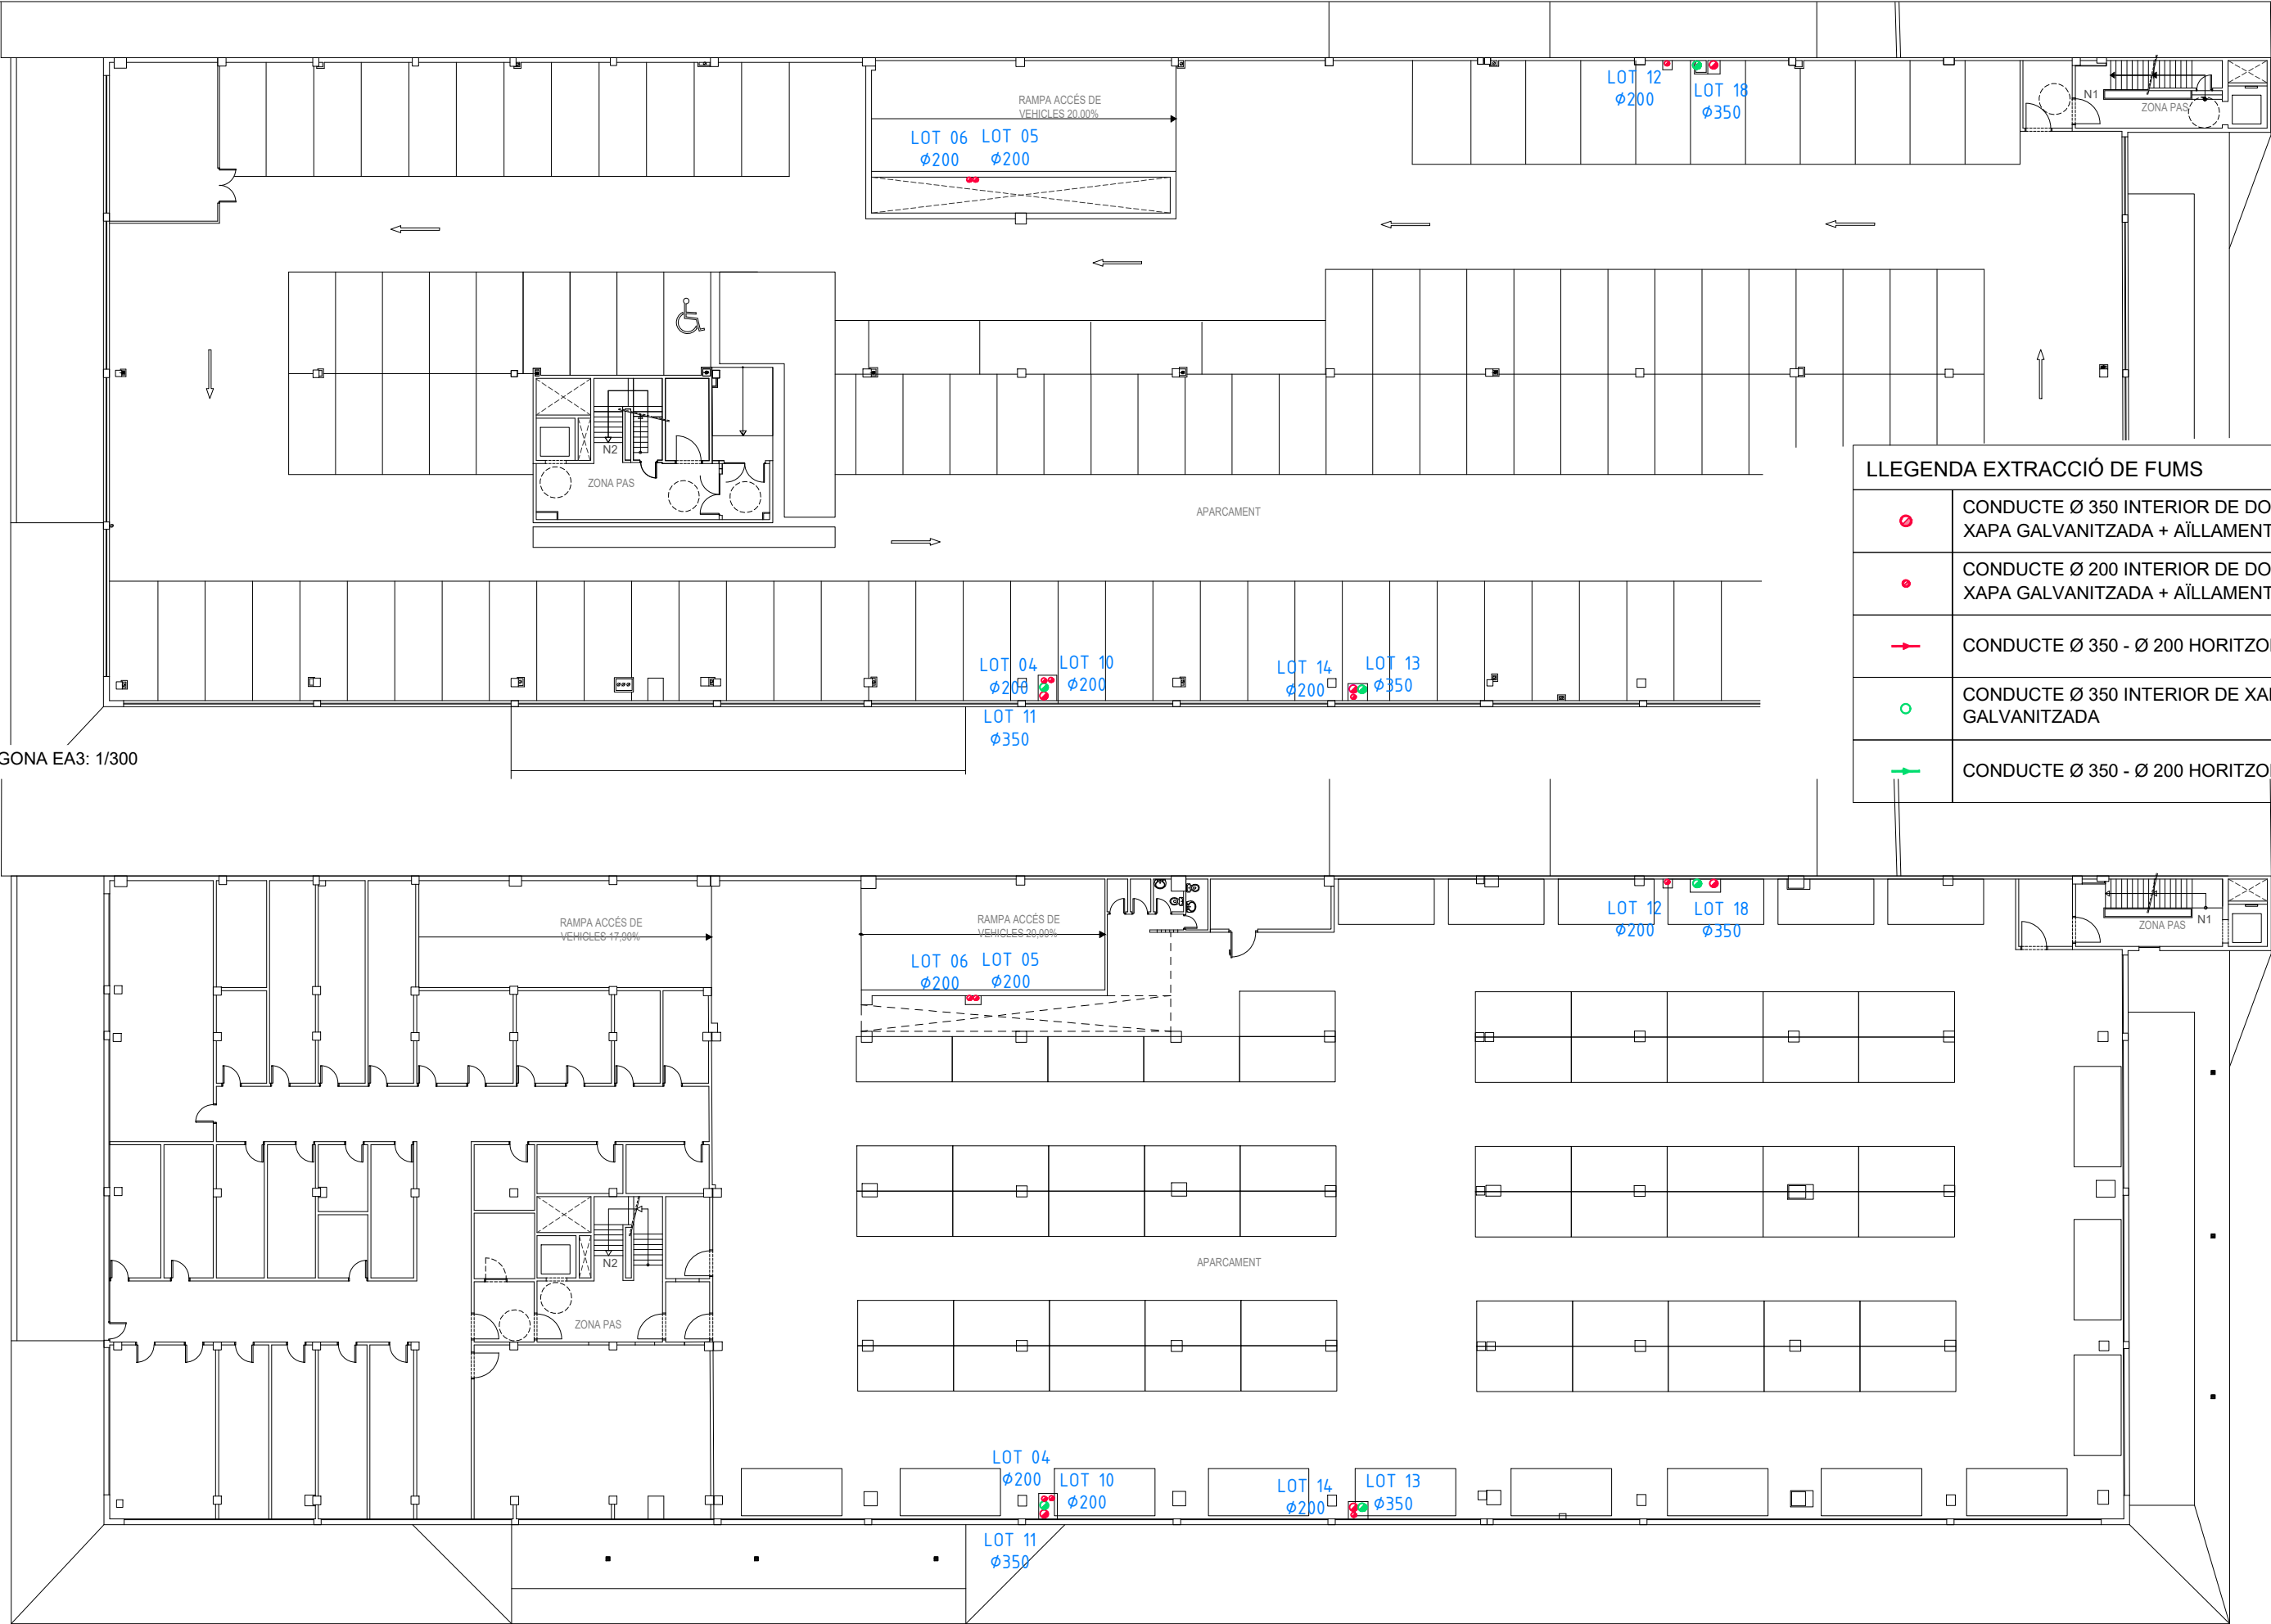 LOT 12
Ø200
LOT 18
Ø350
N1
ZONA PAS
RAMPA ACCÉS DE
VEHICLES 20,00%
LOT 06
Ø200
LOT 05
Ø200
N2
ZONA PAS
APARCAMENT
LLEGENDA EXTRACCIÓ DE FUMS
CONDUCTE Ø 350 INTERIOR DE DO
XAPA GALVANITZADA + AÏLLAMENT
CONDUCTE Ø 200 INTERIOR DE DO
XAPA GALVANITZADA + AÏLLAMENT
CONDUCTE Ø 350 - Ø 200 HORITZO
CONDUCTE Ø 350 INTERIOR DE XA
GALVANITZADA
CONDUCTE Ø 350 - Ø 200 HORITZO
LOT 04
Ø200
LOT 10
Ø200
LOT 11
Ø350
LOT 14
Ø200
LOT 13
Ø350
GONA EA3: 1/300
RAMPA ACCÉS DE
VEHICLES 17,90%
RAMPA ACCÉS DE
VEHICLES 20,00%
LOT 06
Ø200
LOT 05
Ø200
LOT 12
Ø200
LOT 18
Ø350
ZONA PAS
N1
N2
ZONA PAS
APARCAMENT
LOT 04
Ø200
LOT 10
Ø200
LOT 11
Ø350
LOT 14
Ø200
LOT 13
Ø350